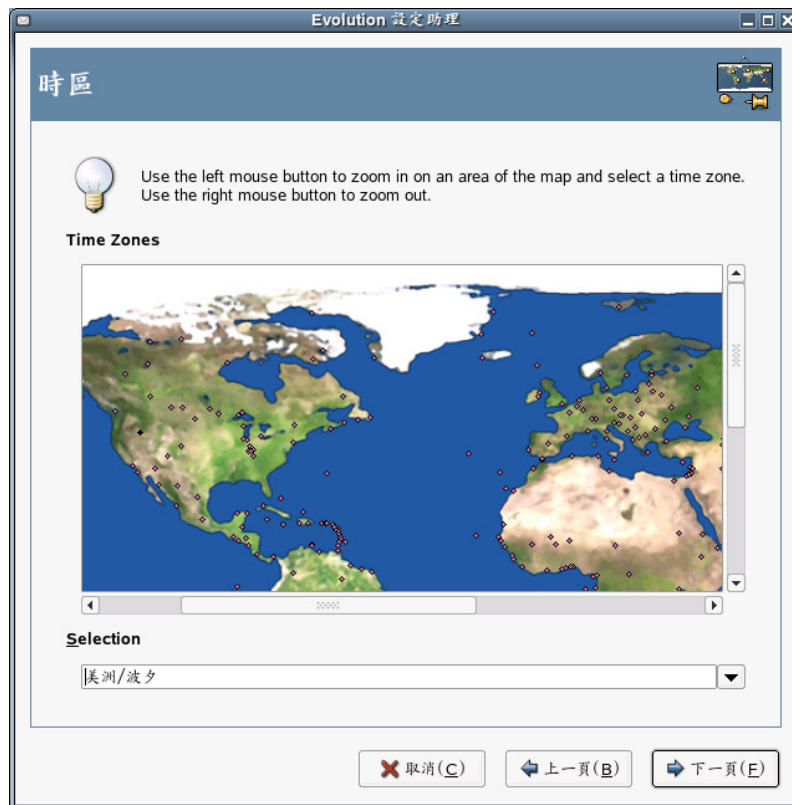 Evolution 設定助理
時區
Use the left mouse button to zoom in on an area of the map and select a time zone.
Use the right mouse button to zoom out.
Time Zones
Selection
美洲/波夕
取消(C)
上一頁(B)
下一頁(F)